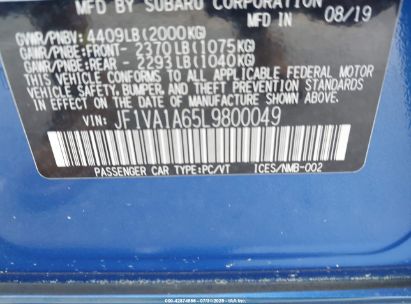 MFD BY SUBARU CORPORATION 08/19
GVWR/PNBV: 4409LB(2000KG)
GAWR/PNBE:FRONT- 2370LB(1075KG)
GAWR/PNBE:REAR - 2293LB(1040KG)
THIS VEHICLE CONFORMS TO ALL APPLICABLE FEDERAL MOTOR
VEHICLE SAFETY, BUMPER, AND THEFT PREVENTION STANDARDS
IN EFFECT ON THE DATE OF MANUFACTURE SHOWN ABOVE.
VIN: JF1VA1A65L9800049
PASSENGER CAR TYPE:PC/VT ICES/NMB-002